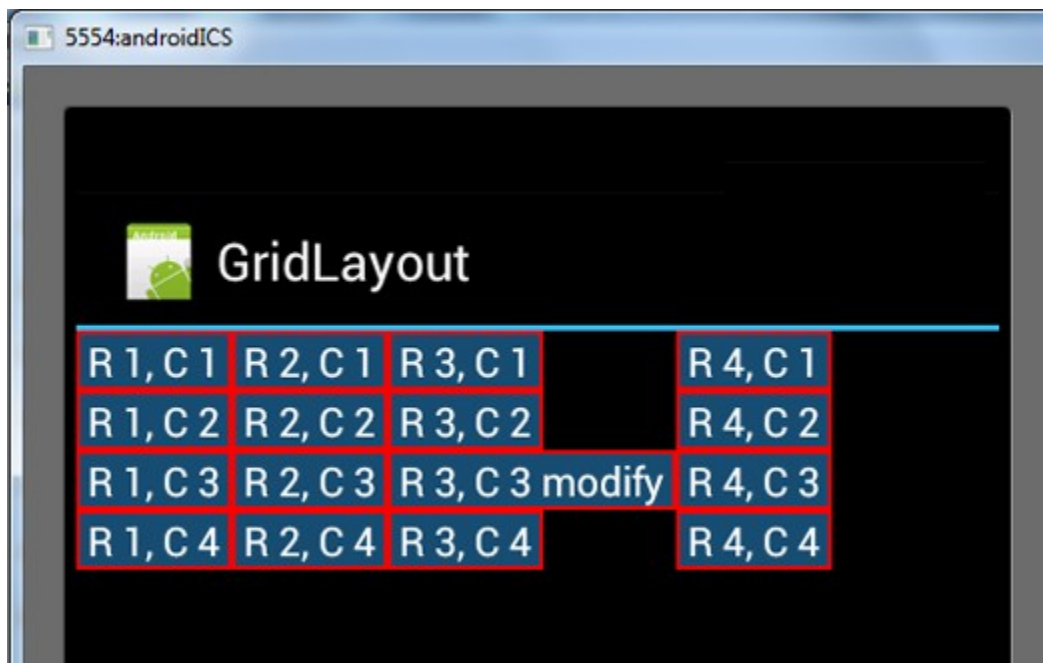 5554:androidICS
Android
GridLayout
R 1, C 1 R 2, C 1 R 3, C 1 R 4, C 1
R 1, C 2 R 2, C 2 R 3, C 2 R 4, C 2
R 1, C 3 R 2, C 3 R 3, C 3 modify R 4, C 3
R 1, C 4 R 2, C 4 R 3, C 4 R 4, C 4